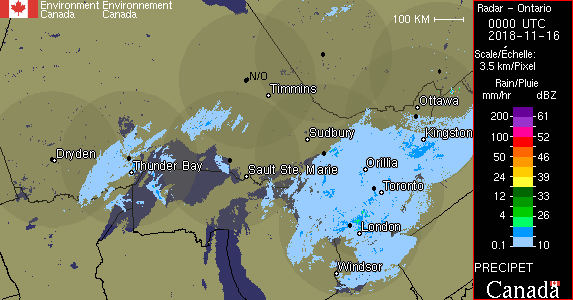 Environment Environnement
Canada Canada
100 KM
N/O
Timmins
Ottawa
Sudbury
Kingston
Dryden
Thunder Bay
Sault Ste. Marie
Orillia
Toronto
London
Windsor
Radar - Ontario
0000 UTC
2018-11-16
Scale/Échelle:
3.5 km/Pixel
Rain/Pluie
mm/hr dBZ
200 61
100 52
50 46
24 39
12 33
4 26
0.1 10
PRECIPET
Canada